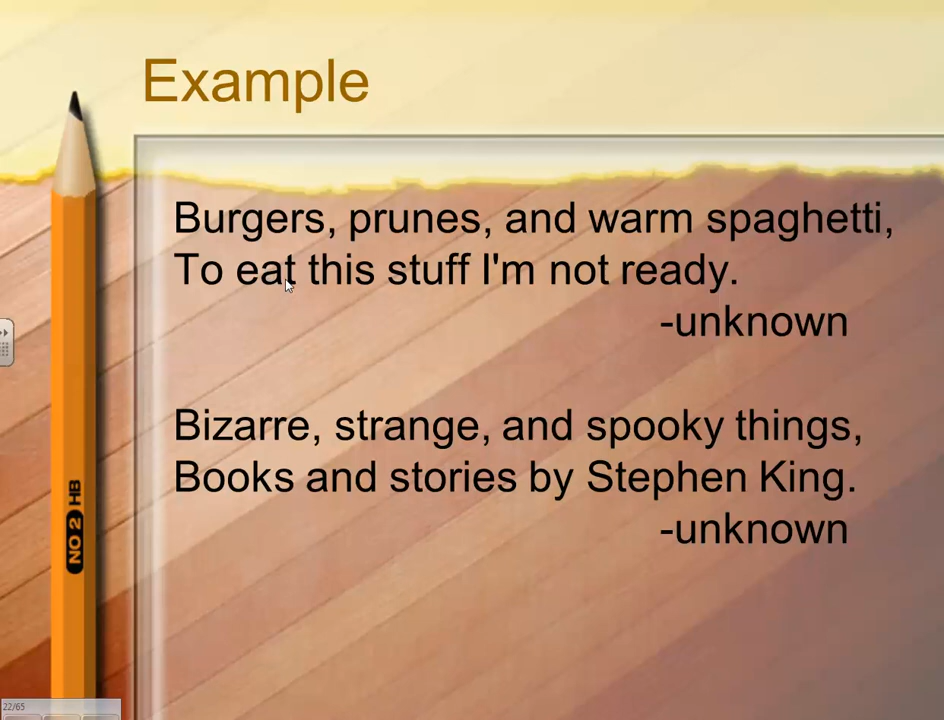 Example
Burgers, prunes, and warm spaghetti,
To eat this stuff I'm not ready.
-unknown
Bizarre, strange, and spooky things,
Books and stories by Stephen King.
-unknown
NO 2 HB
22/65